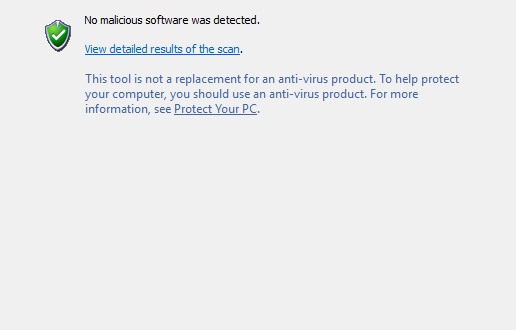 No malicious software was detected.
View detailed results of the scan.
This tool is not a replacement for an anti-virus product. To help protect
your computer, you should use an anti-virus product. For more
information, see Protect Your PC.